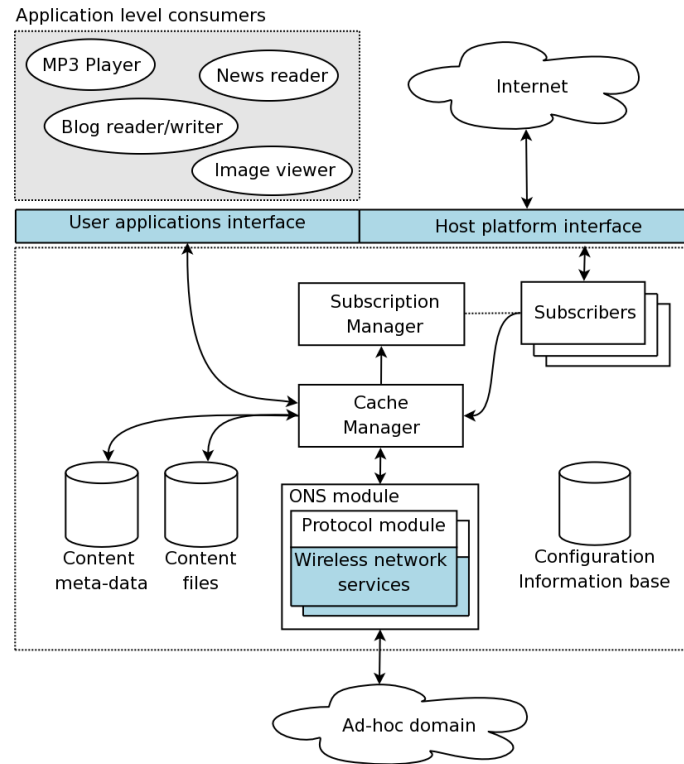 Application level consumers
MP3 Player
News reader
Blog reader/writer
Image viewer
Internet
User applications interface
Host platform interface
Subscription
Manager
Subscribers
Cache
Manager
ONS module
Protocol module
Wireless network
services
Content
meta-data
Content
files
Configuration
Information base
Ad-hoc domain